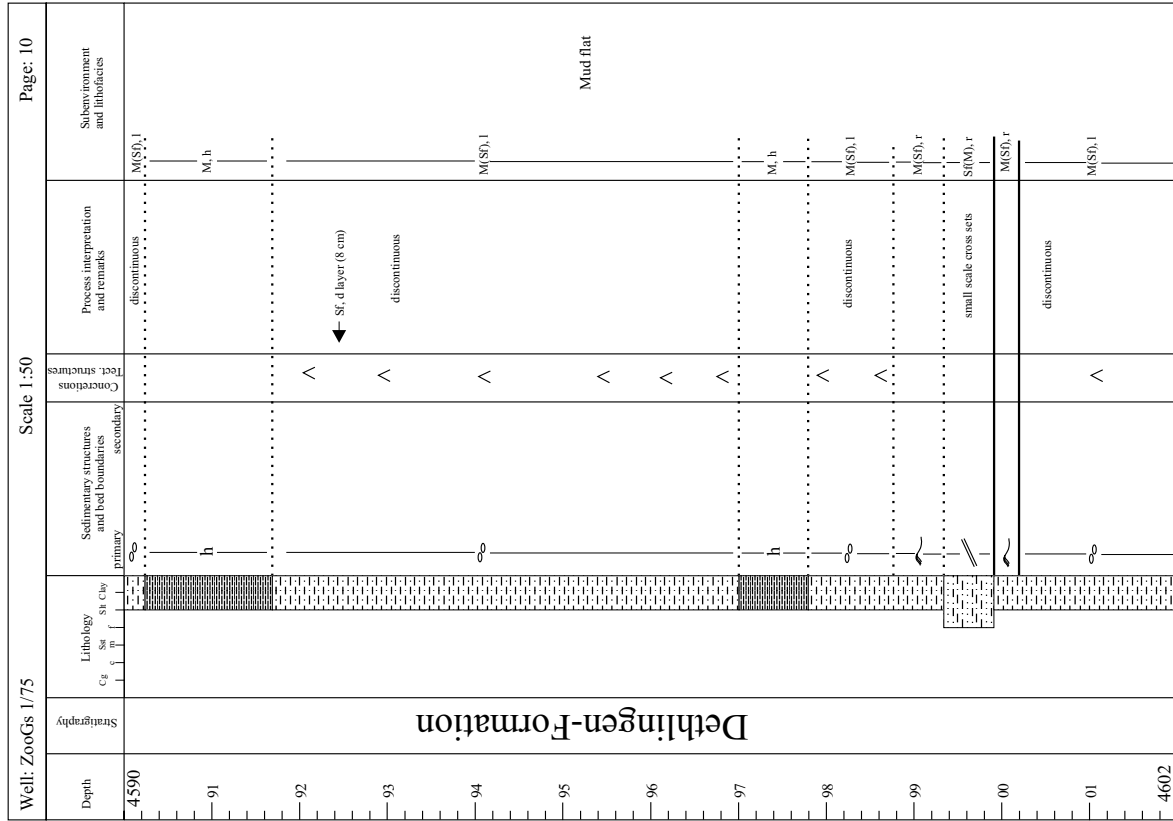 Well: ZooGs 1/75
Scale 1:50
Page: 10
Depth
Stratigraphy
Lithology
Cg
c
Sst
m
f
Slt
Clay
Sedimentary structures
and bed boundaries
primary
secondary
Concretions
Tect. structures
Process interpretation
and remarks
Subenvironment
and lithofacies
4590
91
92
93
94
95
96
97
98
99
00
01
4602
Dethlingen-Formation
h
h
discontinuous
Sf, d layer (8 cm)
discontinuous
discontinuous
small scale cross sets
discontinuous
M(Sf), l
M, h
M(Sf), l
M, h
M(Sf), l
M(Sf), r
Sf(M), r
M(Sf), r
M(Sf), l
Mud flat